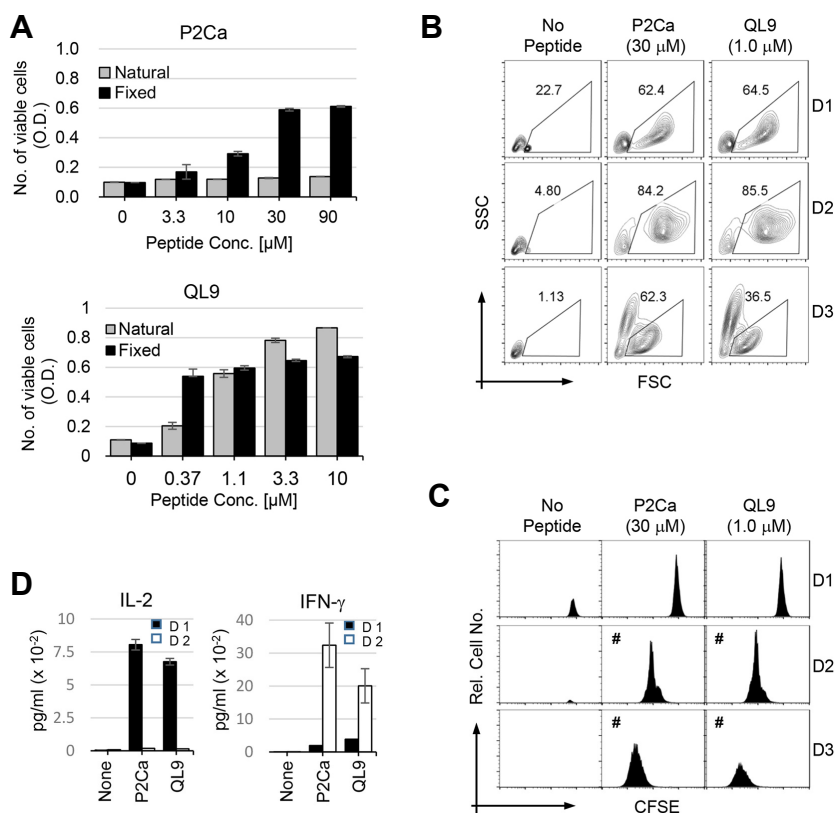 A
P2Ca
No. of viable cells
(O.D.)
1.0
0.8
0.6
0.4
0.2
0.0
Natural
Fixed
0 3.3 10 30 90
Peptide Conc. [µM]
QL9
No. of viable cells
(O.D.)
1
0.8
0.6
0.4
0.2
0
Natural
Fixed
0 0.37 1.1 3.3 10
Peptide Conc. [µM]
B
No
Peptide
P2Ca
(30 µM)
QL9
(1.0 µM)
22.7 62.4 64.5 D1
4.80 84.2 85.5 D2
1.13 62.3 36.5 D3
SSC
FSC
C
No
Peptide
P2Ca
(30 µM)
QL9
(1.0 µM)
D1
# # D2
# # D3
Rel. Cell No.
CFSE
D
IL-2
pg/ml (x 10-2)
10
7.5
5
2.5
0
D 1
D 2
None P2Ca QL9
IFN-γ
pg/ml (x 10-2)
40
30
20
10
0
D 1
D 2
None P2Ca QL9